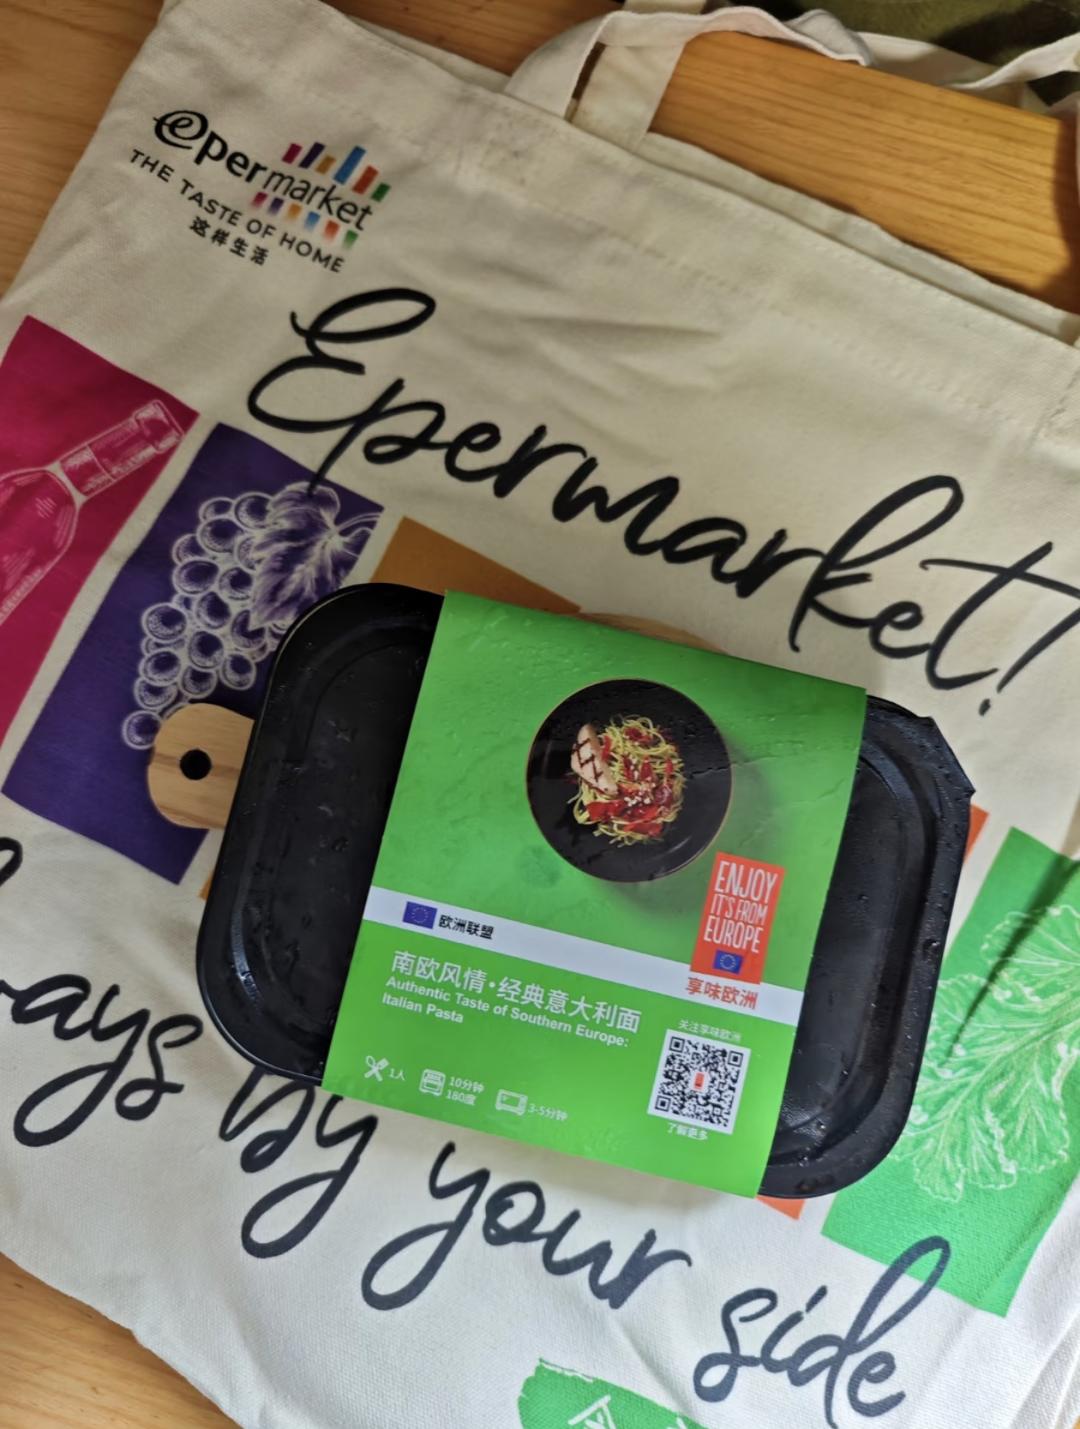 epermarket
THE TASTE OF HOME
这样生活
Epermarket!
by your side
ENJOY
IT'S FROM
EUROPE
享味欧洲
欧洲联盟
南欧风情·经典意大利面
Authentic Taste of Southern Europe:
Italian Pasta
1人
10分钟
180度
3-5分钟
关注享味欧洲
了解更多